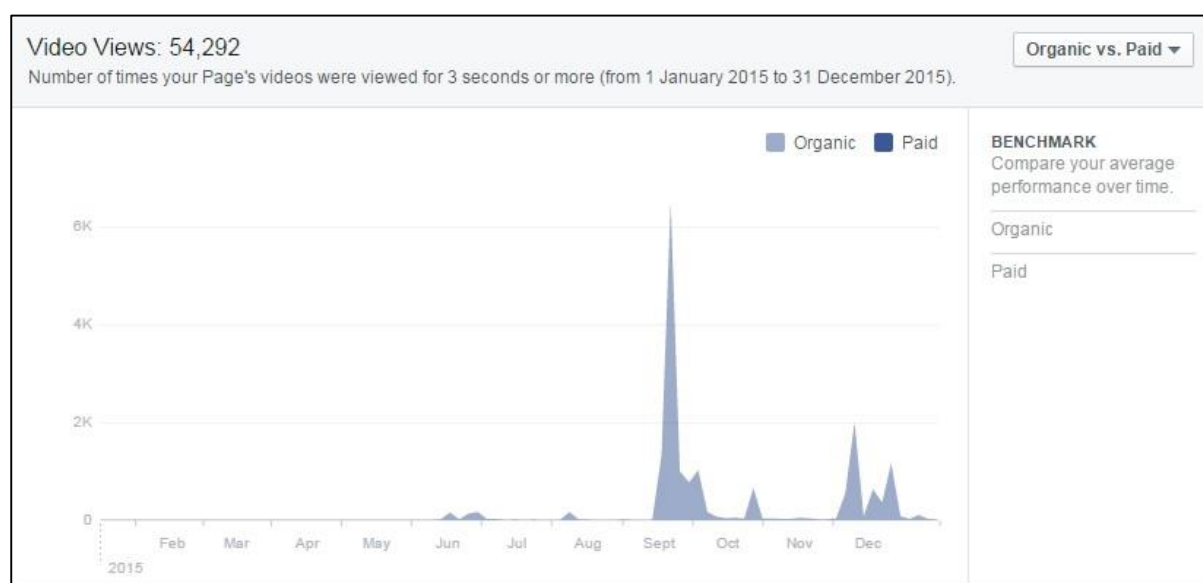 Video Views: 54,292
Organic vs. Paid
Number of times your Page's videos were viewed for 3 seconds or more (from 1 January 2015 to 31 December 2015).
Organic Paid
BENCHMARK
Compare your average
performance over time.
Organic
Paid
6K
4K
2K
0
Feb Mar Apr May Jun Jul Aug Sept Oct Nov Dec
2015